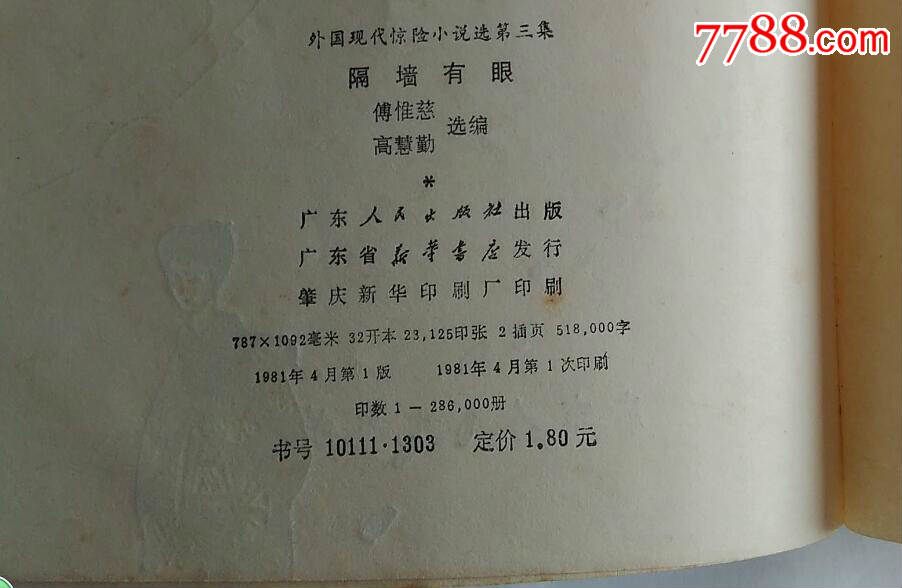 7788.com
外国现代惊险小说选第三集
隔墙有眼
傅惟慈
高慧勤 选编
*
广东人民出版社出版
广东省新华书店发行
肇庆新华印刷厂印刷
787×1092毫米 32开本 23,125印张 2插页 518,000字
1981年4月第1版 1981年4月第1次印刷
印数1—286,000册
书号 10111·1303 定价 1.80元